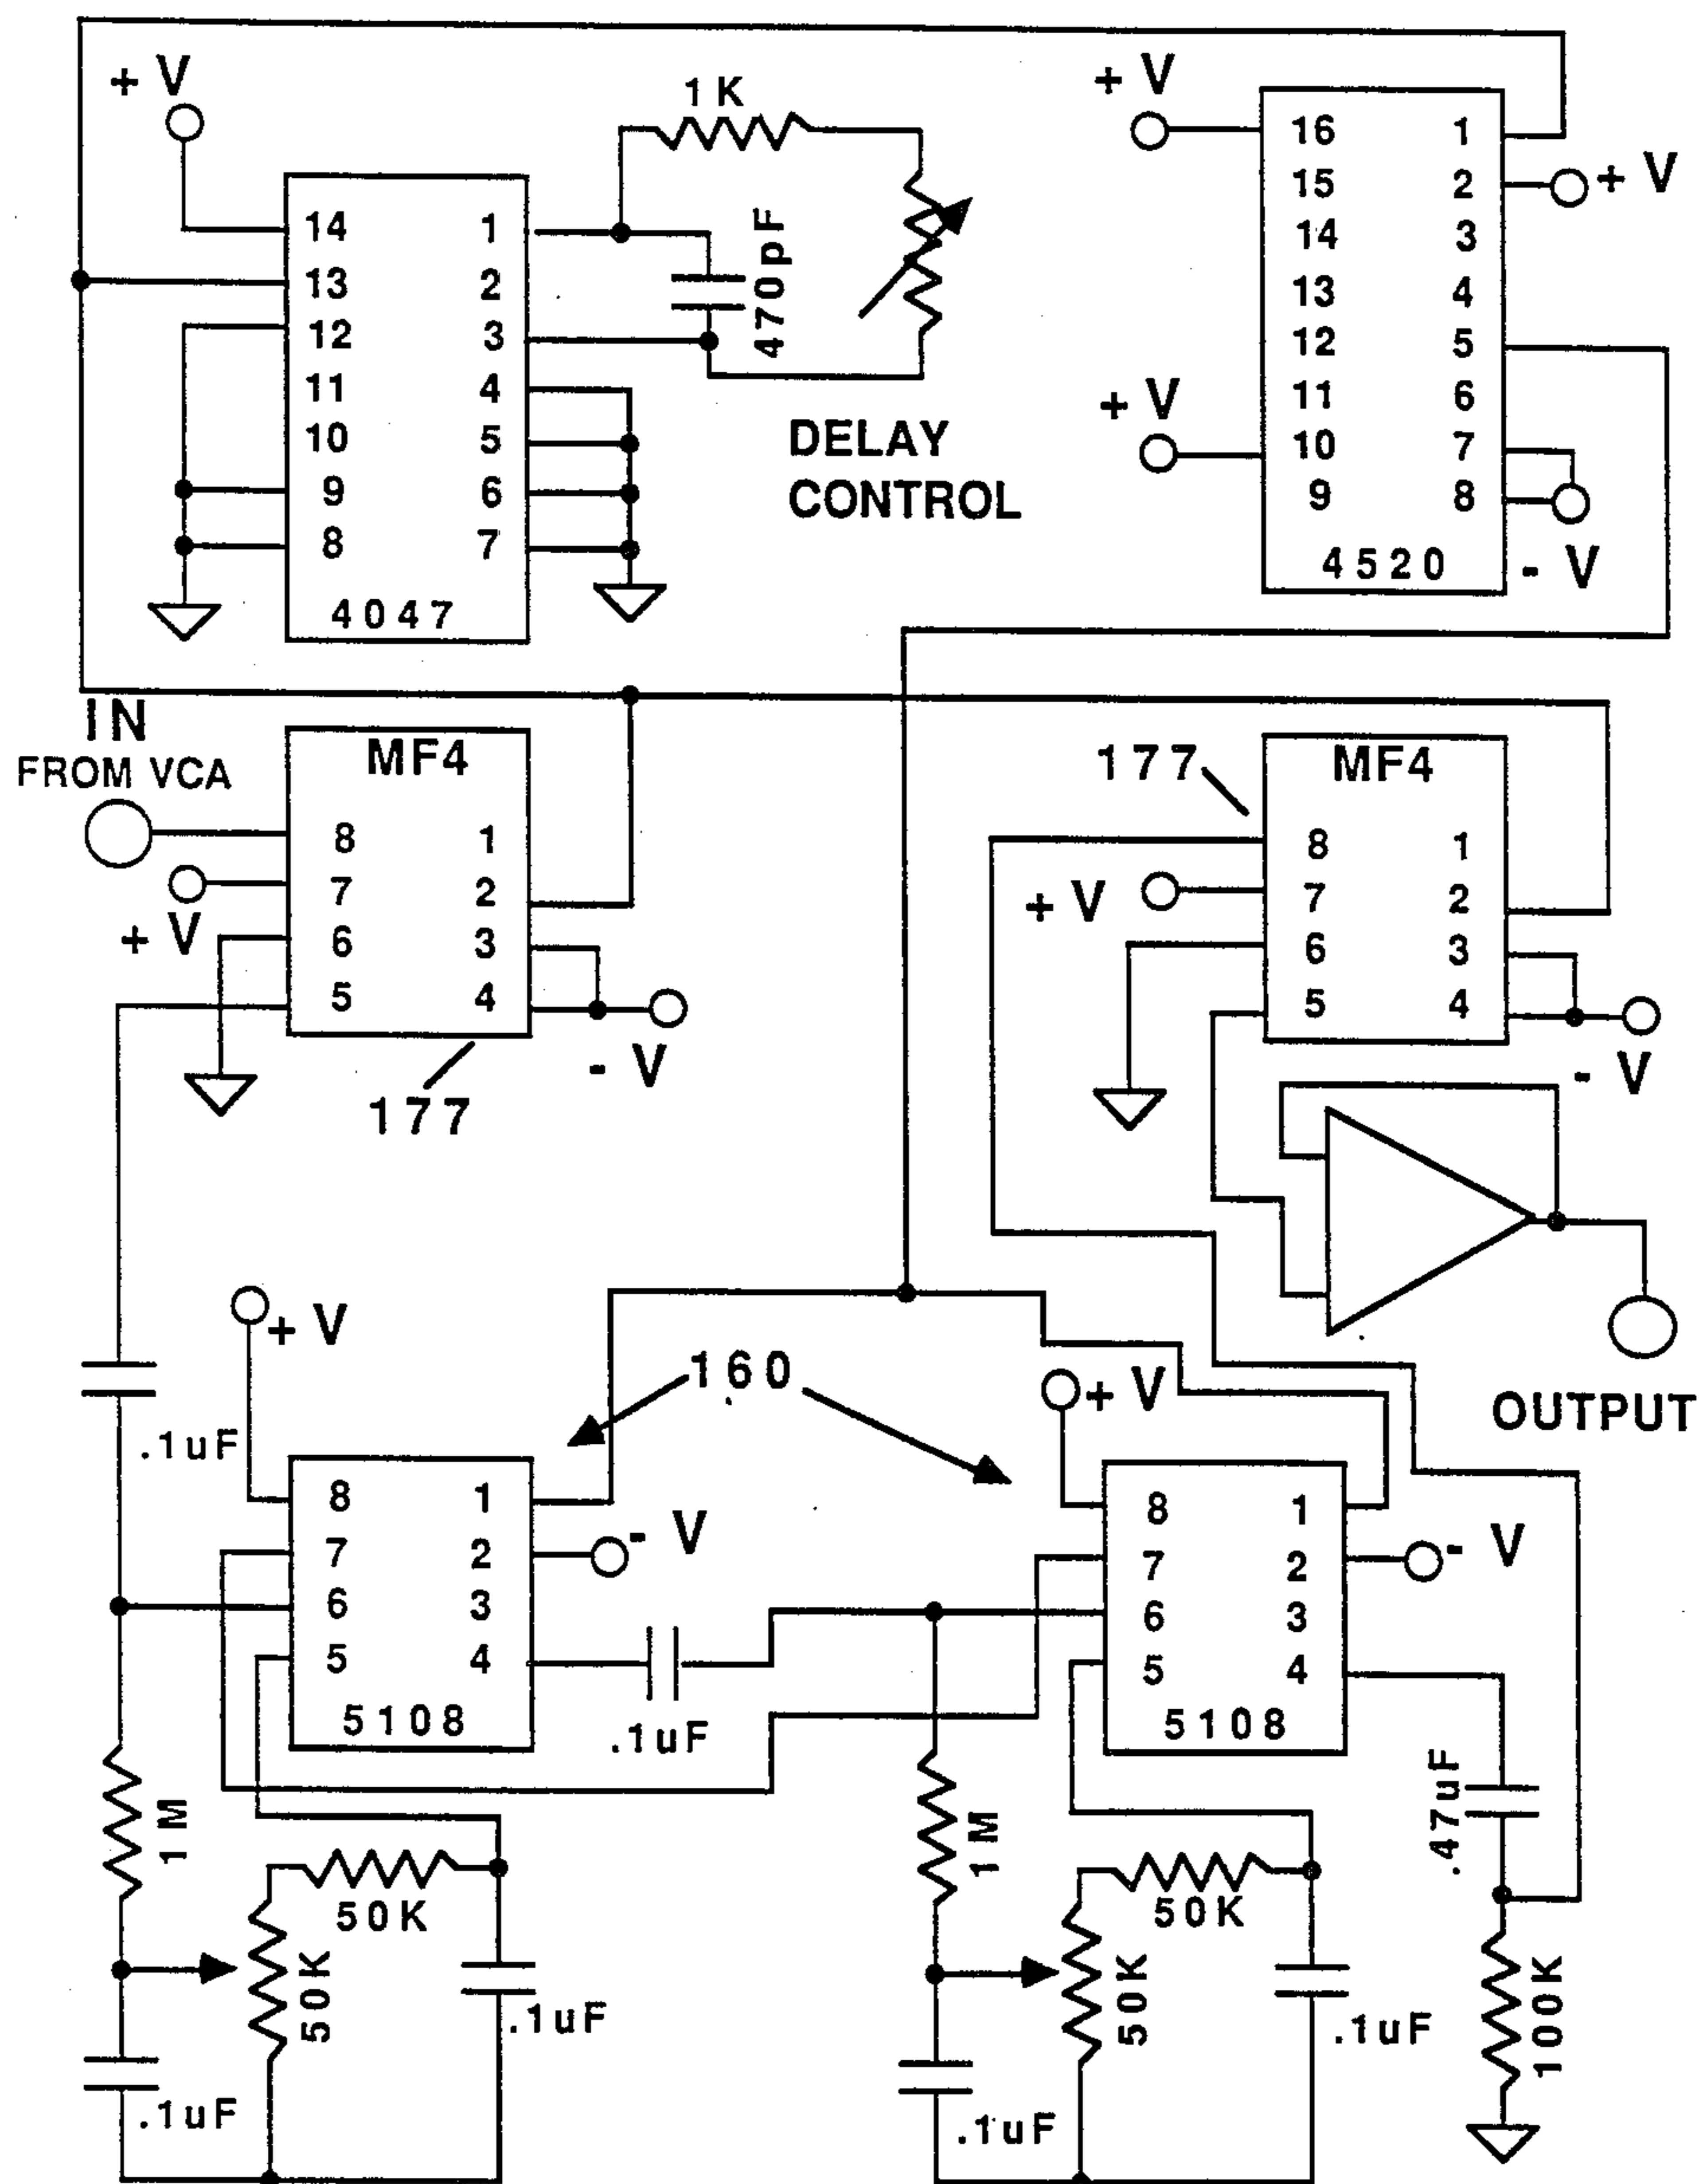 + V
1K
470pF
DELAY
CONTROL
14 1
13 2
12 3
11 4
10 5
9 6
8 7
4047
+ V
16 1
15 2
14 3
13 4
12 5
11 6
10 7
9 8
4520
+ V
+ V
- V
IN
FROM VCA
MF4
8 1
7 2
6 3
5 4
+ V
- V
177
177
MF4
8 1
7 2
6 3
5 4
+ V
- V
OUTPUT
+ V
.1uF
160
8 1
7 2
6 3
5 4
5108
- V
.1uF
+ V
8 1
7 2
6 3
5 4
5108
- V
1M
50K
50K
.1uF
.1uF
1M
50K
50K
.1uF
.1uF
.47uF
100K